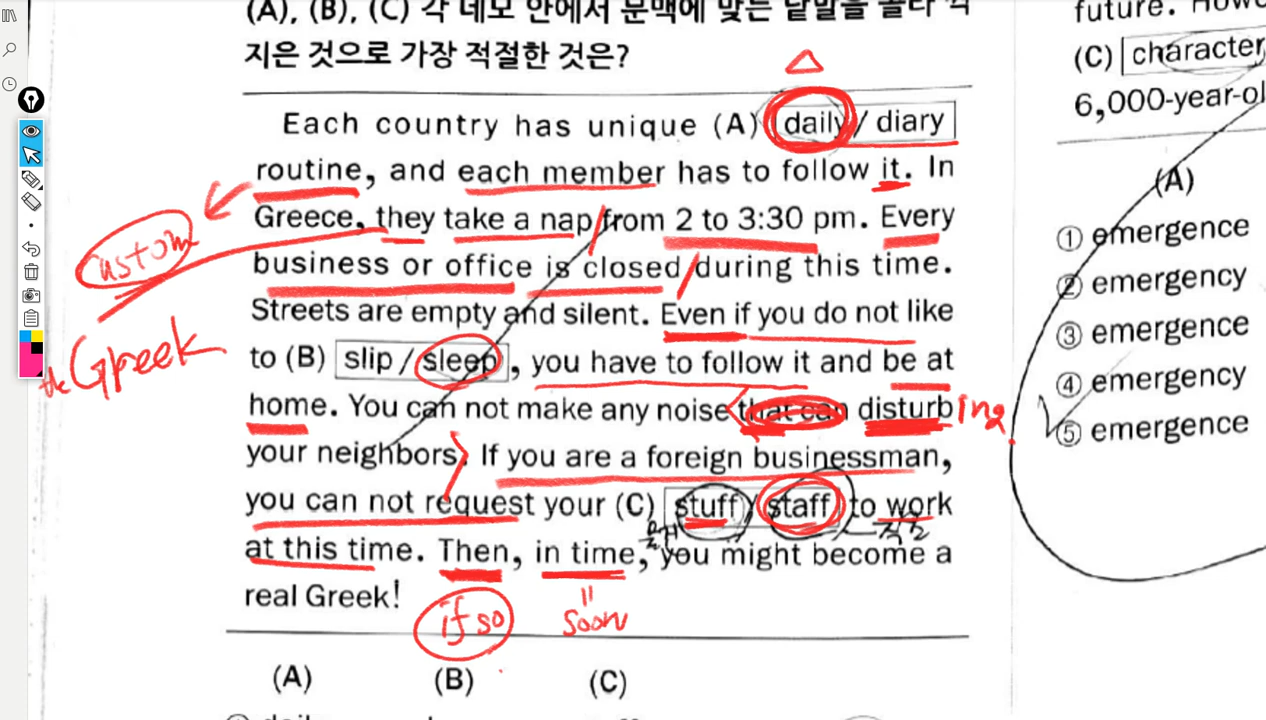 (A), (B), (C) 각 네모 안에서 문맥에 맞는 낱말을 골라 짝
지은 것으로 가장 적절한 것은?
Each country has unique (A) daily / diary
routine, and each member has to follow it. In
Greece, they take a nap from 2 to 3:30 pm. Every
business or office is closed during this time.
Streets are empty and silent. Even if you do not like
to (B) slip / sleep, you have to follow it and be at
home. You can not make any noise that can disturb ing
your neighbors. If you are a foreign businessman,
you can not request your (C) stuff / staff to work
at this time. Then, in time, you might become a
real Greek!
custom
the Greek
직원
if so
soon
(A) (B) (C)
future.
(C) character
6,000-year-ol
(A)
① emergence
② emergency
③ emergence
④ emergency
⑤ emergence